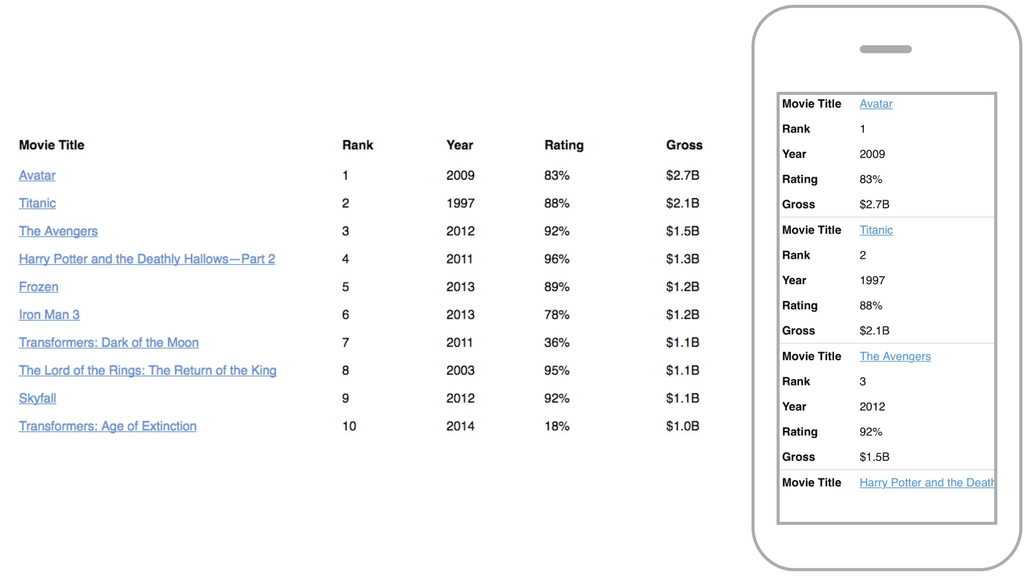 Movie Title Rank Year Rating Gross
Avatar 1 2009 83% $2.7B
Titanic 2 1997 88% $2.1B
The Avengers 3 2012 92% $1.5B
Harry Potter and the Deathly Hallows—Part 2 4 2011 96% $1.3B
Frozen 5 2013 89% $1.2B
Iron Man 3 6 2013 78% $1.2B
Transformers: Dark of the Moon 7 2011 36% $1.1B
The Lord of the Rings: The Return of the King 8 2003 95% $1.1B
Skyfall 9 2012 92% $1.1B
Transformers: Age of Extinction 10 2014 18% $1.0B
Movie Title Avatar
Rank 1
Year 2009
Rating 83%
Gross $2.7B
Movie Title Titanic
Rank 2
Year 1997
Rating 88%
Gross $2.1B
Movie Title The Avengers
Rank 3
Year 2012
Rating 92%
Gross $1.5B
Movie Title Harry Potter and the Death